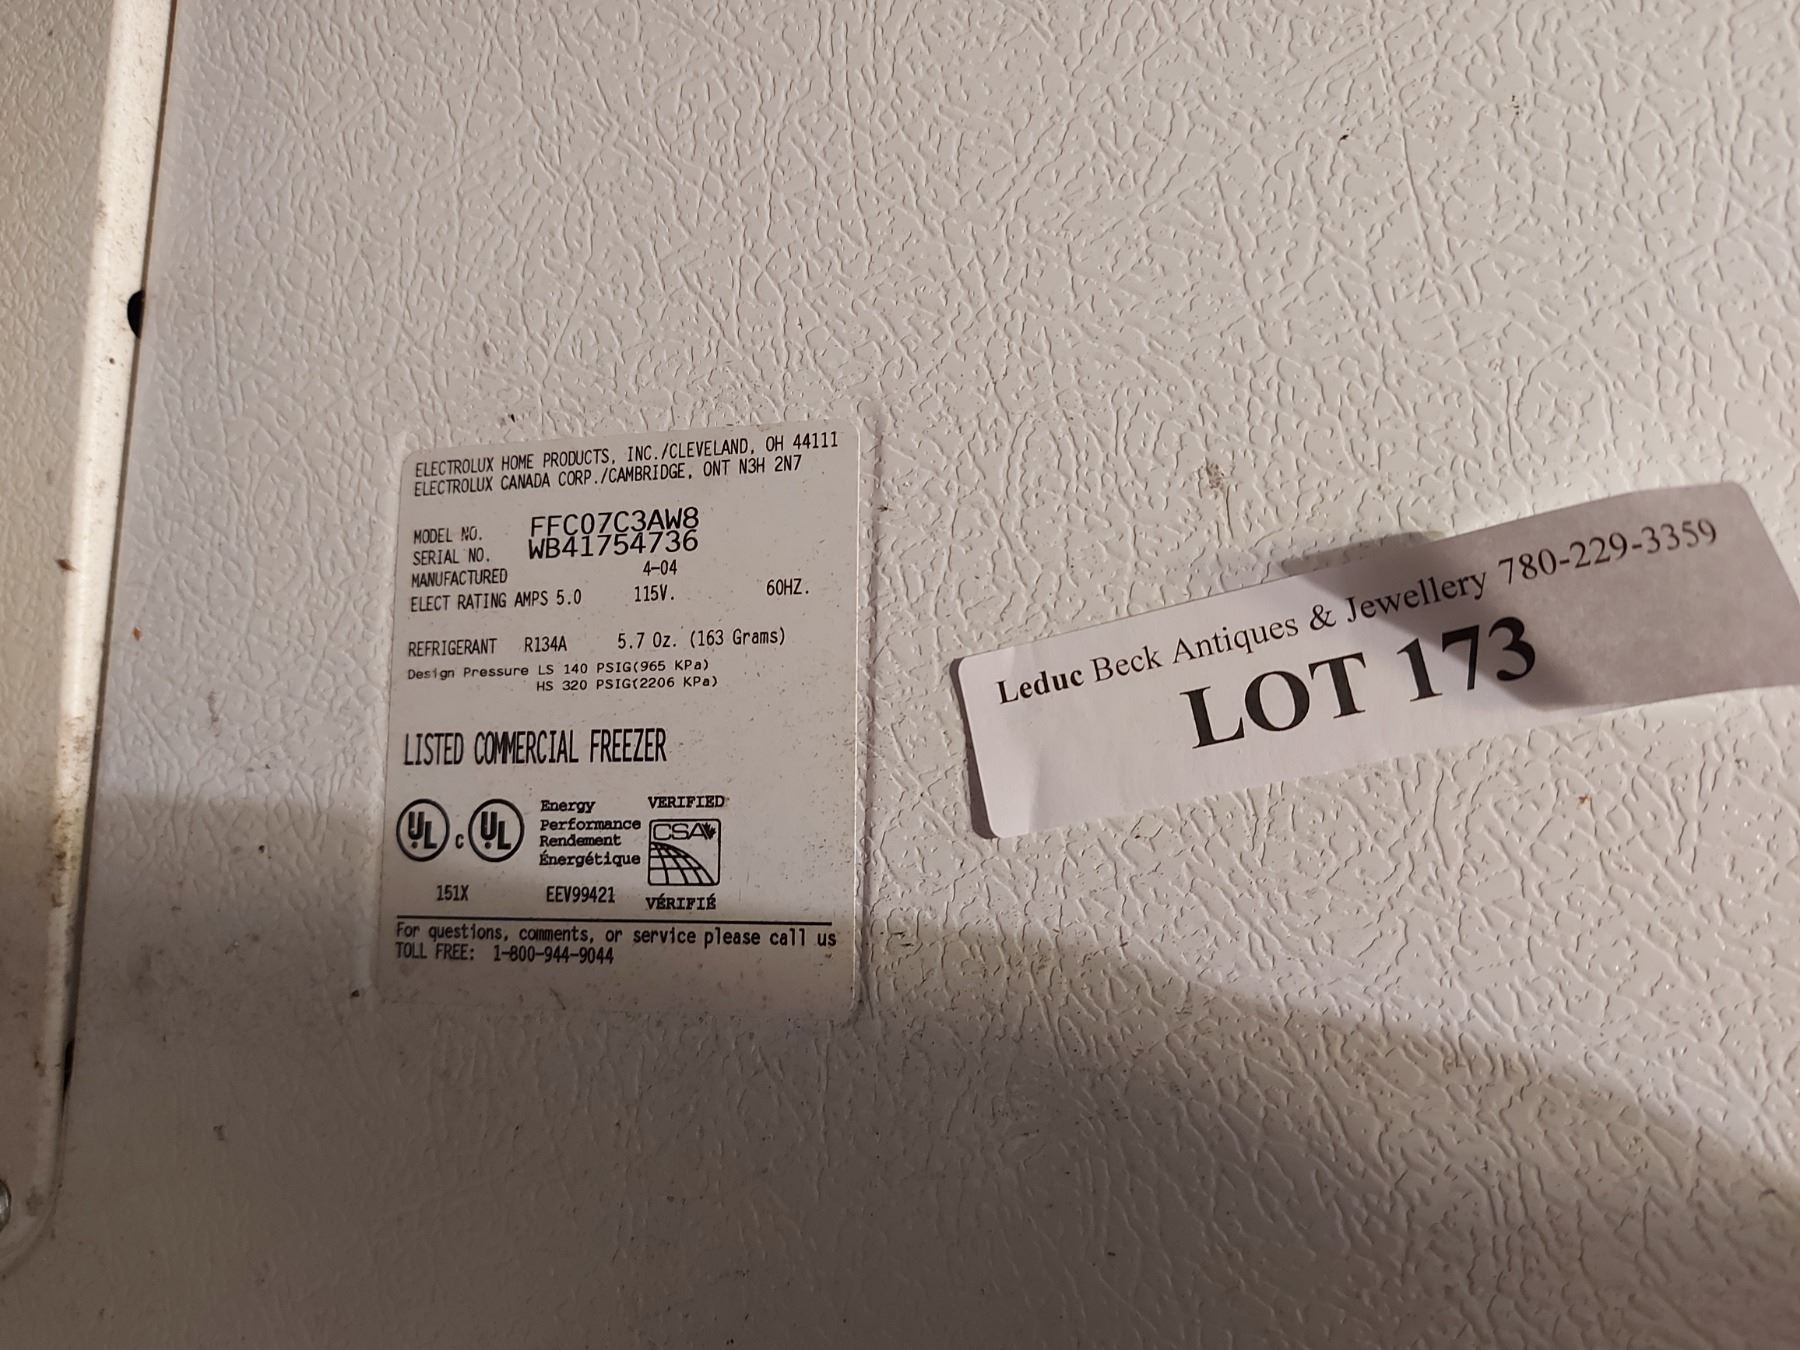 ELECTROLUX HOME PRODUCTS, INC./CLEVELAND, OH 44111
ELECTROLUX CANADA CORP./CAMBRIDGE, ONT N3H 2N7
MODEL NO. FFC07C3AW8
SERIAL NO. WB41754736
MANUFACTURED 4-04
ELECT RATING AMPS 5.0 115V. 60HZ.
REFRIGERANT R134A 5.7 Oz. (163 Grams)
Design Pressure LS 140 PSIG(965 KPa)
HS 320 PSIG(2206 KPa)
LISTED COMMERCIAL FREEZER
UL c UL
151X
Energy
Performance
Rendement
Énergétique
EEV99421
VERIFIED
CSA
VÉRIFIÉ
For questions, comments, or service please call us
TOLL FREE: 1-800-944-9044
Leduc Beck Antiques & Jewellery 780-229-3359
LOT 173